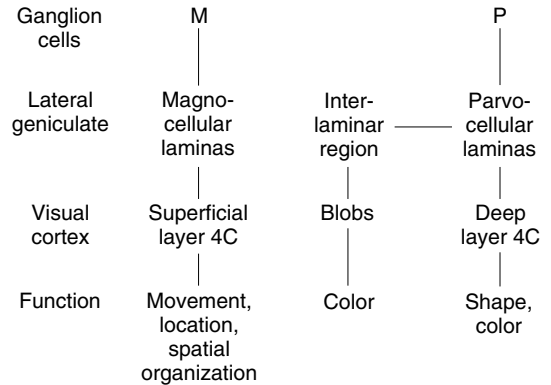 Ganglion
cells
M
P
Lateral
geniculate
Magno-
cellular
laminas
Inter-
laminar
region
Parvo-
cellular
laminas
Visual
cortex
Superficial
layer 4C
Blobs
Deep
layer 4C
Function
Movement,
location,
spatial
organization
Color
Shape,
color